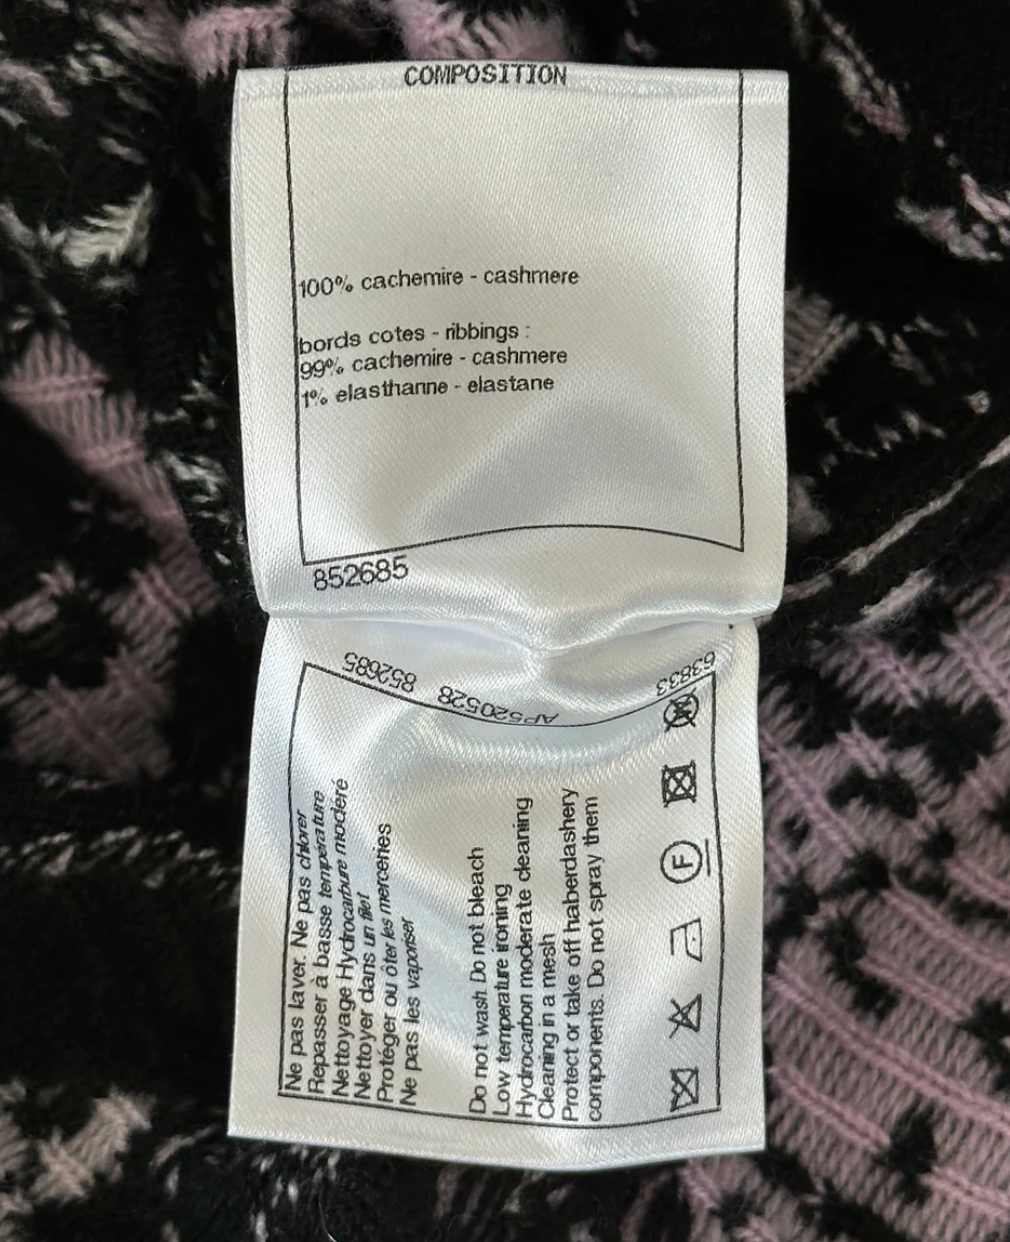 COMPOSITION
100% cachemire - cashmere
bords cotes - ribbings :
99% cachemire - cashmere
1% elasthanne - elastane
852685
852685 AP520528 63833
Ne pas laver. Ne pas chlorer
Repasser à basse température
Nettoyage Hydrocarbure modéré
Nettoyer dans un filet
Protéger ou ôter les merceries
Ne pas les vaporiser
Do not wash. Do not bleach
Low temperature ironing
Hydrocarbon moderate cleaning
Cleaning in a mesh
Protect or take off haberdashery
components. Do not spray them
F